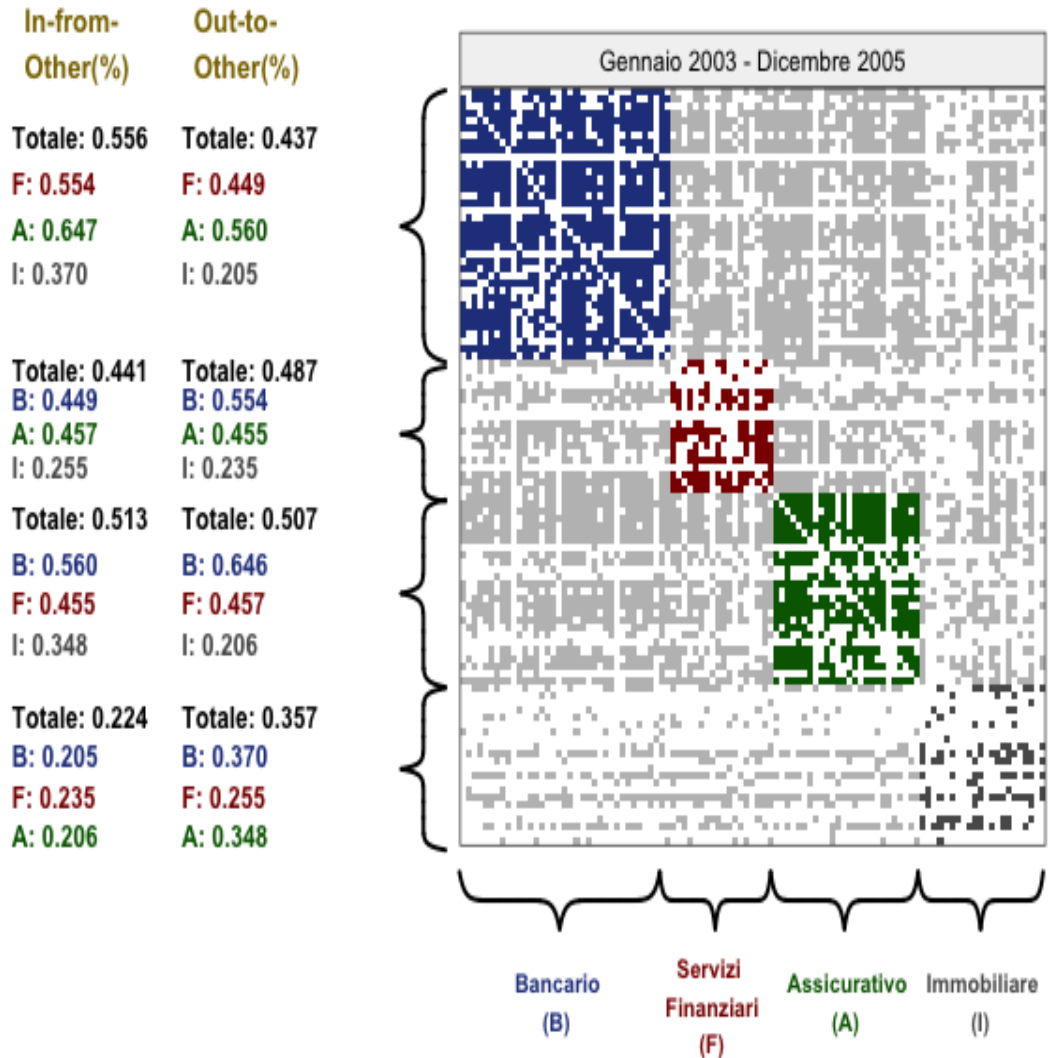 In-from-
Other(%)
Out-to-
Other(%)
Gennaio 2003 - Dicembre 2005
Totale: 0.556
Totale: 0.437
F: 0.554
F: 0.449
A: 0.647
A: 0.560
I: 0.370
I: 0.205
Totale: 0.441
Totale: 0.487
B: 0.449
B: 0.554
A: 0.457
A: 0.455
I: 0.255
I: 0.235
Totale: 0.513
Totale: 0.507
B: 0.560
B: 0.646
F: 0.455
F: 0.457
I: 0.348
I: 0.206
Totale: 0.224
Totale: 0.357
B: 0.205
B: 0.370
F: 0.235
F: 0.255
A: 0.206
A: 0.348
Bancario
(B)
Servizi
Finanziari
(F)
Assicurativo
(A)
Immobiliare
(I)